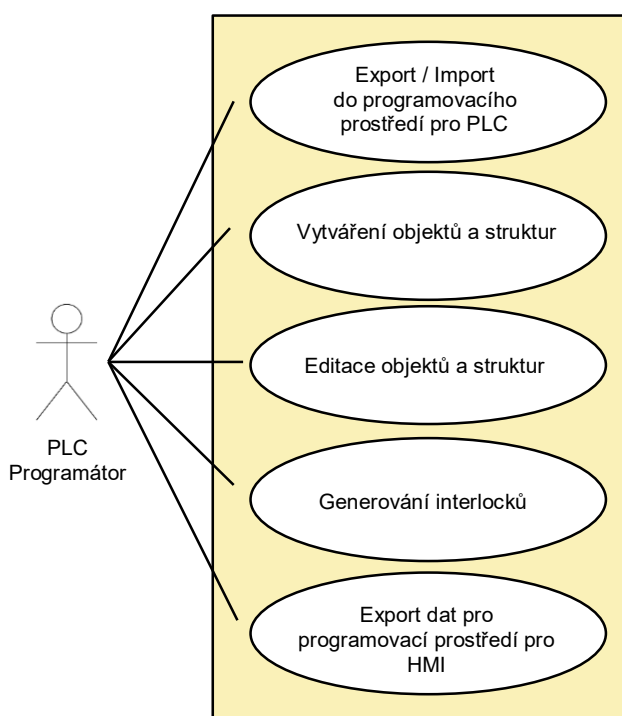 Export / Import
do programovacího
prostředí pro PLC
Vytváření objektů a struktur
Editace objektů a struktur
PLC
Programátor
Generování interlocků
Export dat pro
programovací prostředí pro
HMI